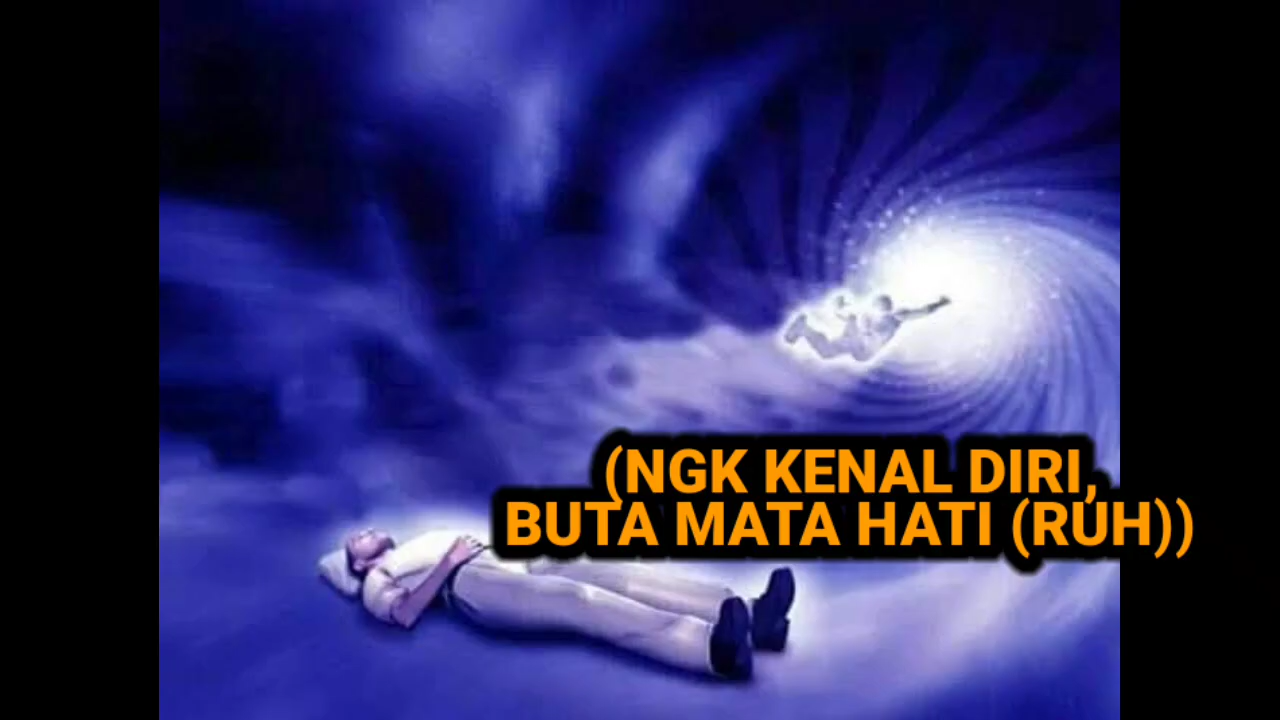 (NGK KENAL DIRI,
BUTA MATA HATI (RUH))